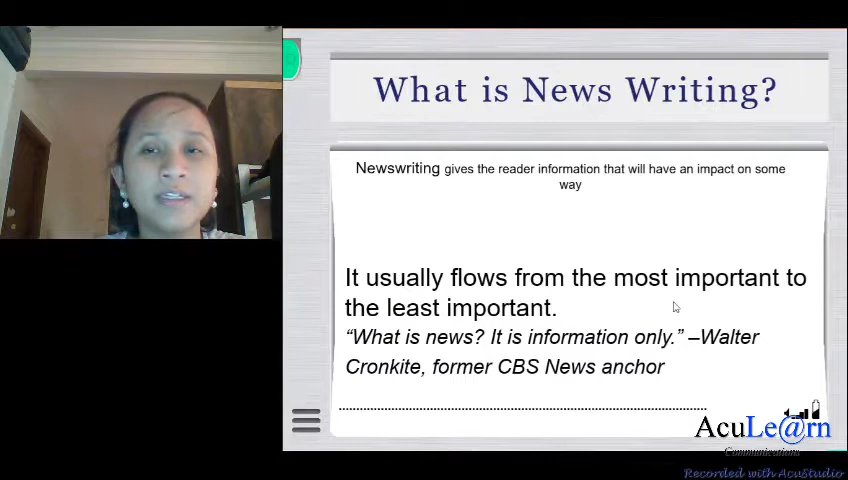 What is News Writing?
Newswriting gives the reader information that will have an impact on some
way
It usually flows from the most important to
the least important.
“What is news? It is information only.” –Walter
Cronkite, former CBS News anchor
AcuLe@rn
Communications
Recorded with AcuStudio